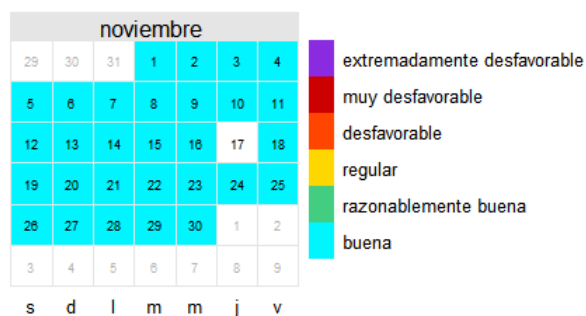 noviembre
29 30 31 1 2 3 4
5 6 7 8 9 10 11
12 13 14 15 16 17 18
19 20 21 22 23 24 25
26 27 28 29 30 1 2
3 4 5 6 7 8 9
s d l m m j v
extremadamente desfavorable
muy desfavorable
desfavorable
regular
razonablemente buena
buena